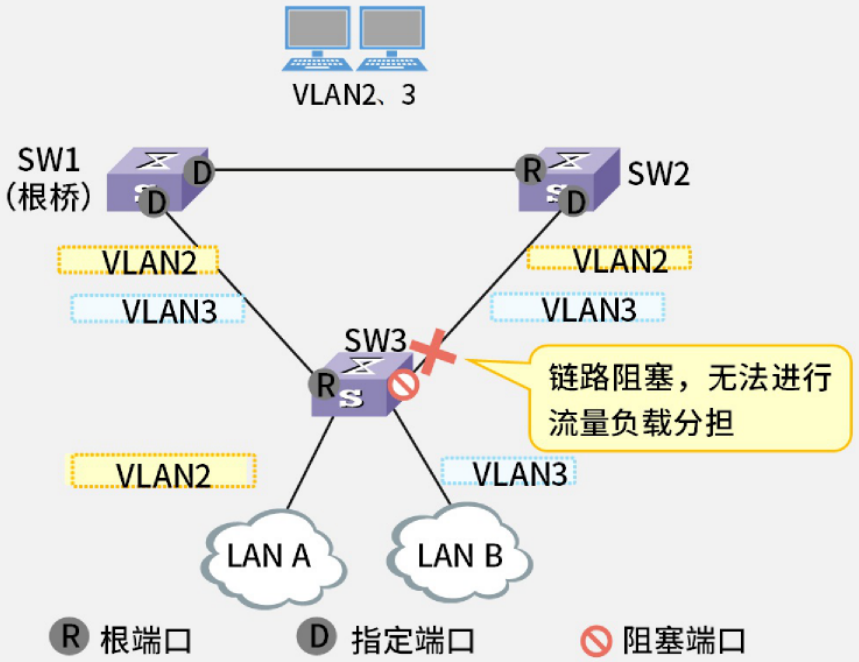 VLAN2、3
SW1
(根桥)
D
R
SW2
D
D
VLAN2
VLAN2
VLAN3
VLAN3
SW3
R
链路阻塞，无法进行
流量负载分担
VLAN2
VLAN3
LAN A
LAN B
R 根端口
D 指定端口
阻塞端口